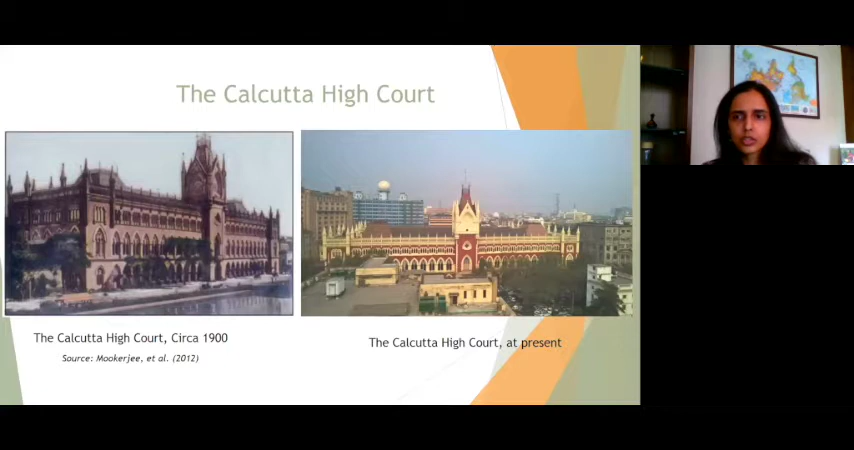 The Calcutta High Court
The Calcutta High Court, Circa 1900
Source: Mookerjee, et al. (2012)
The Calcutta High Court, at present